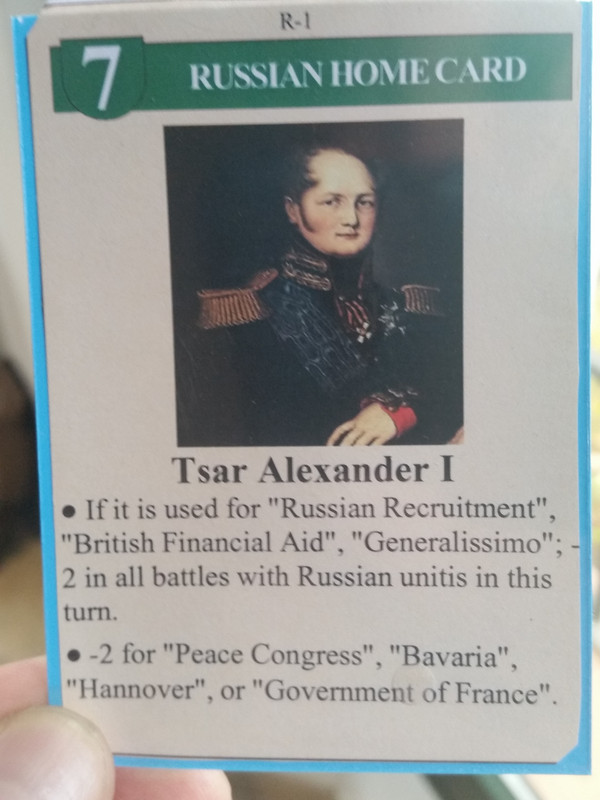 R-1
7
RUSSIAN HOME CARD
Tsar Alexander I
● If it is used for "Russian Recruitment",
"British Financial Aid", "Generalissimo"; -
2 in all battles with Russian unitis in this
turn.
● -2 for "Peace Congress", "Bavaria",
"Hannover", or "Government of France".